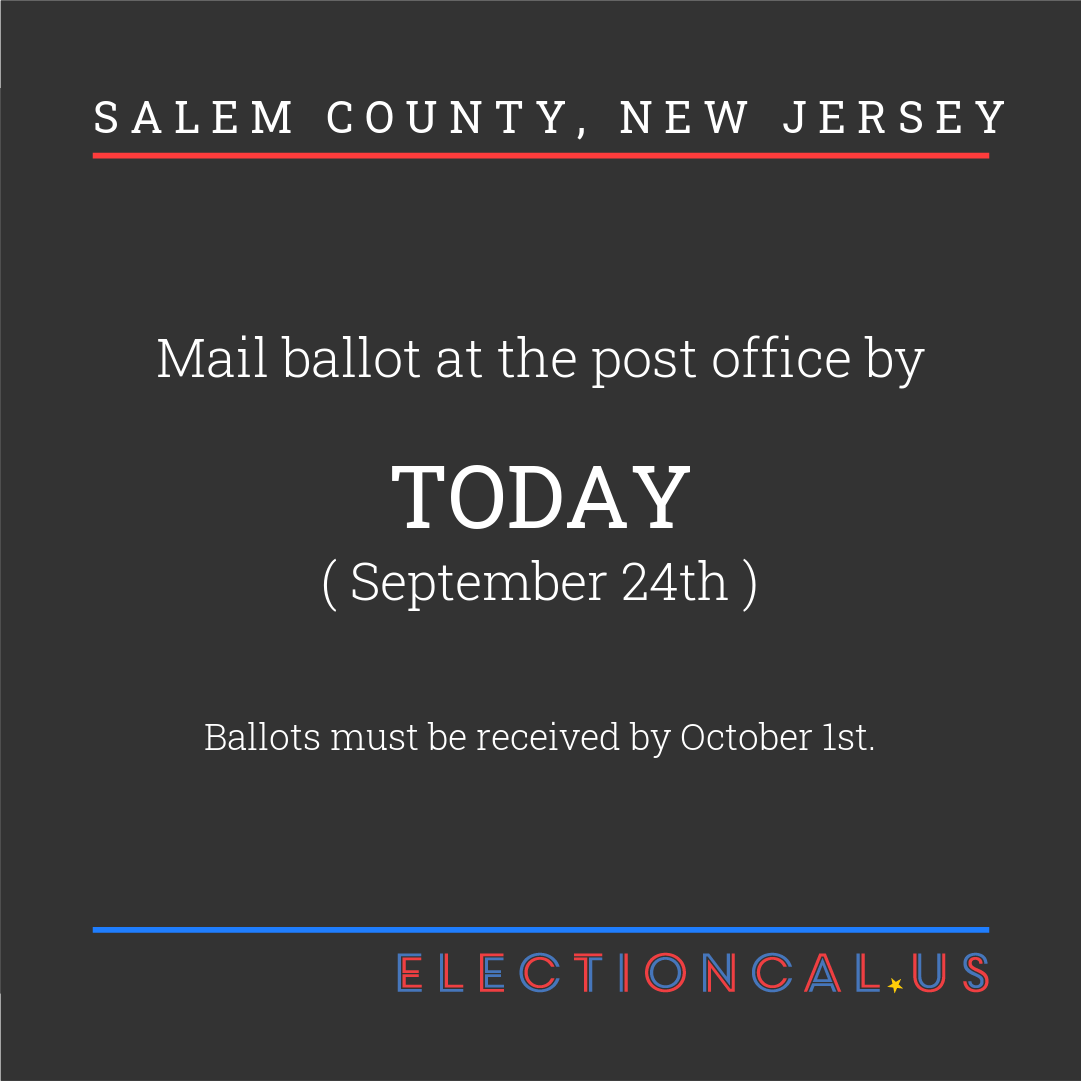 SALEM COUNTY, NEW JERSEY
Mail ballot at the post office by
TODAY
( September 24th )
Ballots must be received by October 1st.
ELECTIONCAL.US